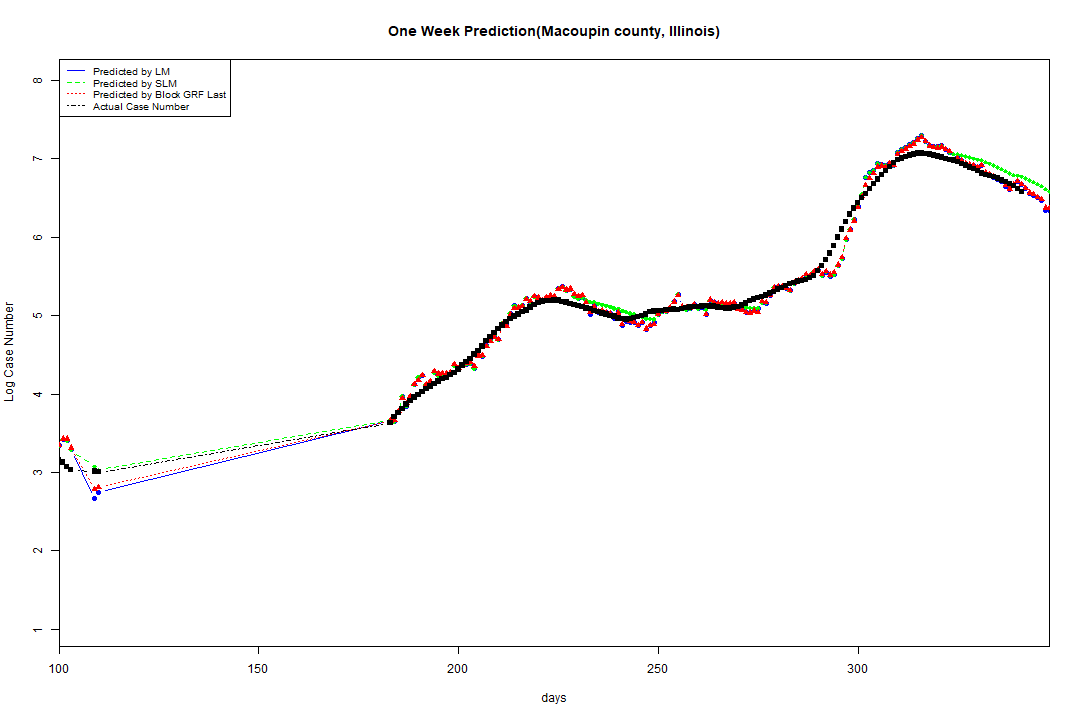 One Week Prediction(Macoupin county, Illinois)
Predicted by LM
Predicted by SLM
Predicted by Block GRF Last
Actual Case Number
8
7
6
5
4
3
2
1
Log Case Number
100 150 200 250 300
days